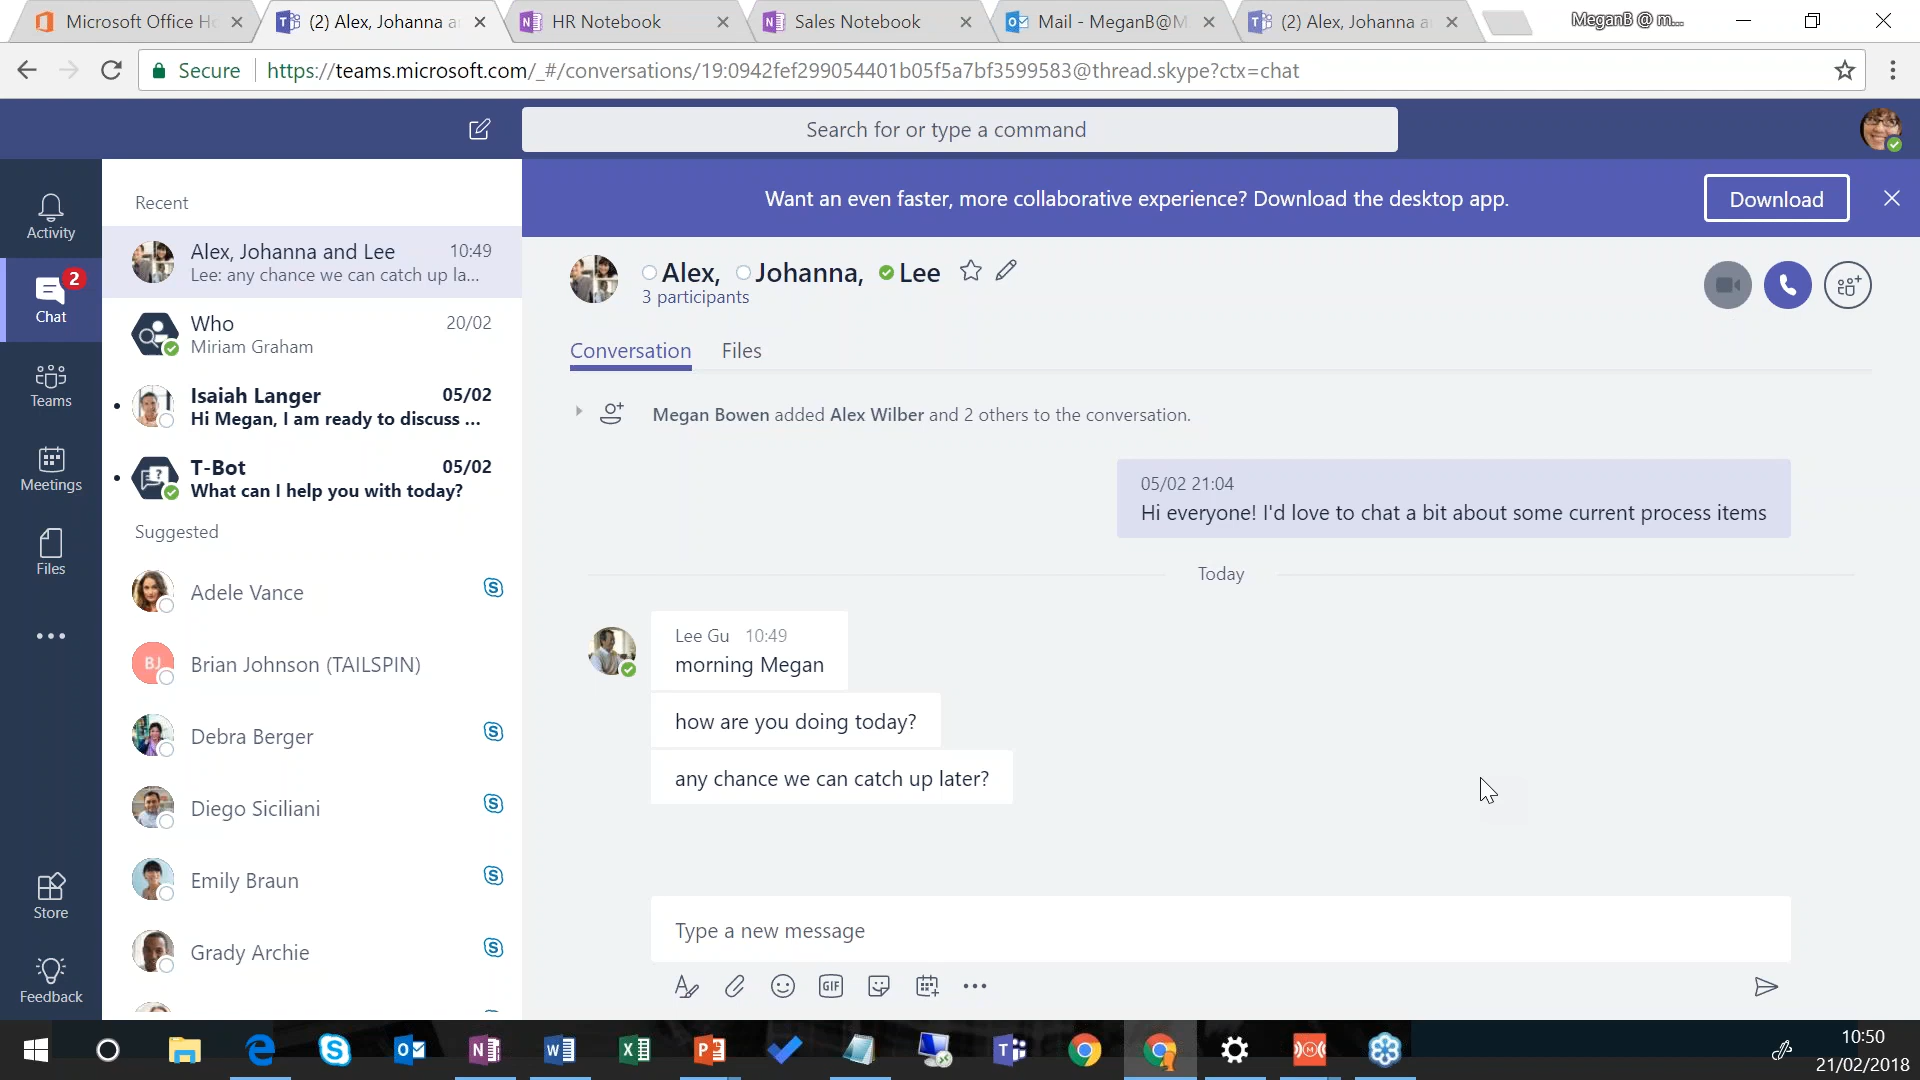 Microsoft Office H
(2) Alex, Johanna a
HR Notebook
Sales Notebook
Mail - MeganB@M
(2) Alex, Johanna a
MeganB @ m...
Secure
https://teams.microsoft.com/_#/conversations/19:0942fef299054401b05f5a7bf3599583@thread.skype?ctx=chat
Search for or type a command
Want an even faster, more collaborative experience? Download the desktop app.
Download
Activity
2
Chat
Teams
Meetings
Files
Store
Feedback
Recent
Alex, Johanna and Lee 10:49
Lee: any chance we can catch up la...
Who 20/02
Miriam Graham
Isaiah Langer 05/02
Hi Megan, I am ready to discuss ...
T-Bot 05/02
What can I help you with today?
Suggested
Adele Vance
BJ
Brian Johnson (TAILSPIN)
Debra Berger
Diego Siciliani
Emily Braun
Grady Archie
Alex, Johanna, Lee
3 participants
Conversation Files
Megan Bowen added Alex Wilber and 2 others to the conversation.
05/02 21:04
Hi everyone! I'd love to chat a bit about some current process items
Today
Lee Gu 10:49
morning Megan
how are you doing today?
any chance we can catch up later?
Type a new message
GIF
10:50
21/02/2018